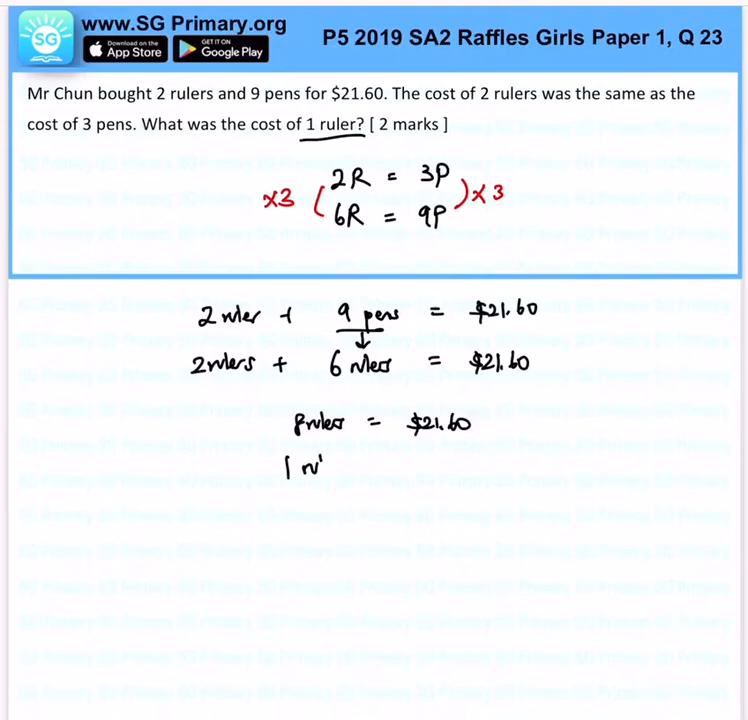 www.SG Primary.org
SG
Download on the
App Store
GET IT ON
Google Play
P5 2019 SA2 Raffles Girls Paper 1, Q 23
Mr Chun bought 2 rulers and 9 pens for $21.60. The cost of 2 rulers was the same as the
cost of 3 pens. What was the cost of 1 ruler? [ 2 marks ]
2R = 3P
×3 ( ) ×3
6R = 9P
2 ruler + 9 pens = $21.60
2 rulers + 6 rulers = $21.60
8 rulers = $21.60
1 ru